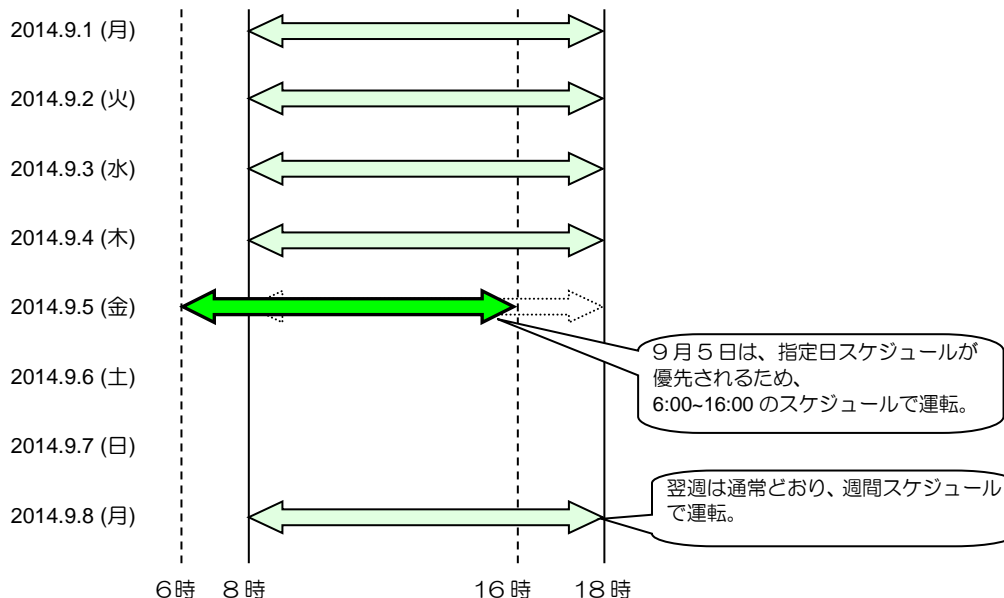 2014.9.1 (月)
2014.9.2 (火)
2014.9.3 (水)
2014.9.4 (木)
2014.9.5 (金)
９月５日は、指定日スケジュールが
優先されるため、
6:00~16:00 のスケジュールで運転。
2014.9.6 (土)
2014.9.7 (日)
2014.9.8 (月)
翌週は通常どおり、週間スケジュール
で運転。
６時 ８時 １６時 １８時